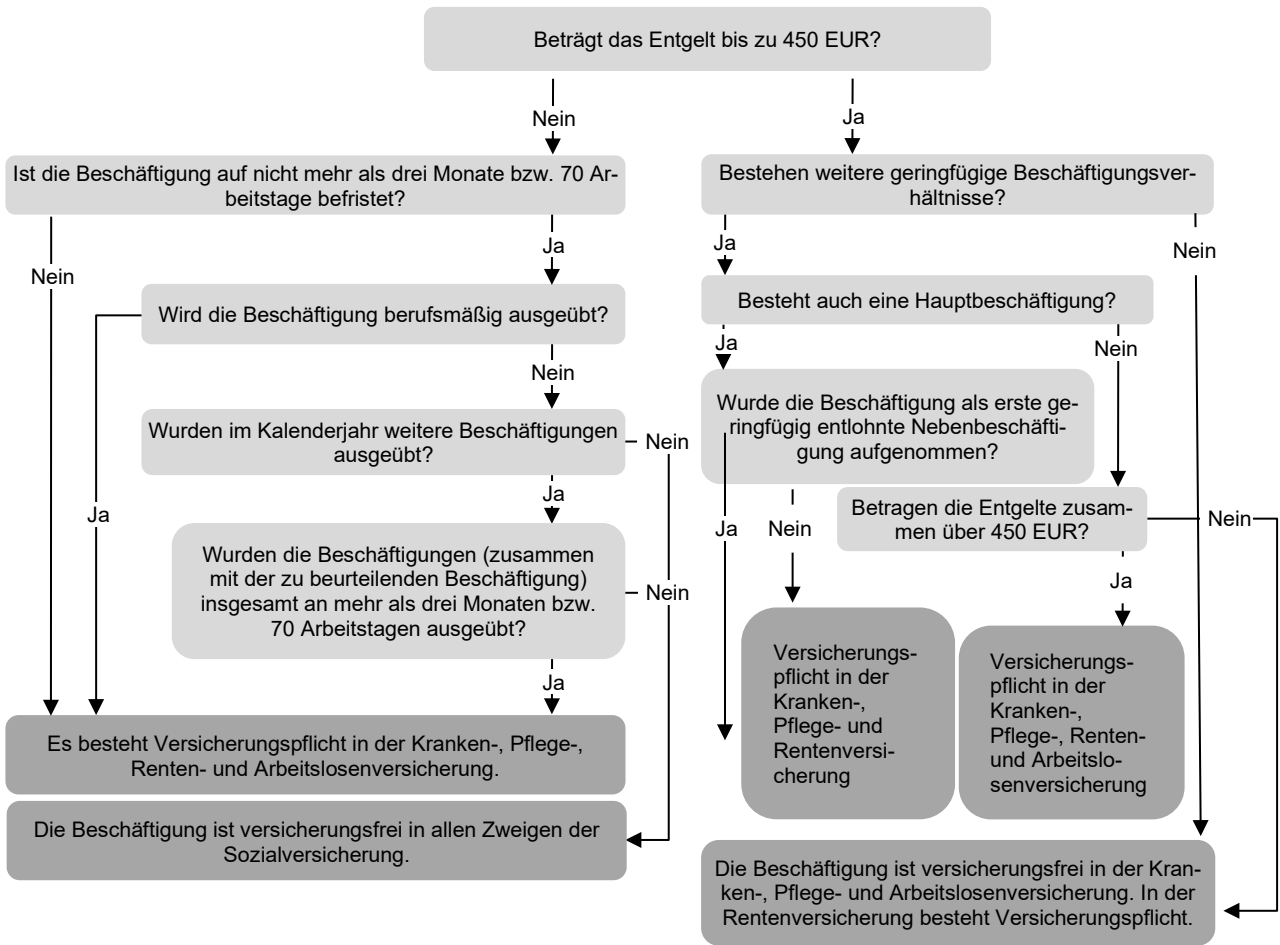 Beträgt das Entgelt bis zu 450 EUR?
Nein
Ja
Ist die Beschäftigung auf nicht mehr als drei Monate bzw. 70 Ar-
beitstage befristet?
Bestehen weitere geringfügige Beschäftigungsver-
hältnisse?
Nein
Ja
Ja
Nein
Wird die Beschäftigung berufsmäßig ausgeübt?
Besteht auch eine Hauptbeschäftigung?
Ja
Nein
Ja
Nein
Wurden im Kalenderjahr weitere Beschäftigungen
ausgeübt?
Nein
Wurde die Beschäftigung als erste ge-
ringfügig entlohnte Nebenbeschäfti-
gung aufgenommen?
Ja
Ja
Nein
Betragen die Entgelte zusam-
men über 450 EUR?
Nein
Ja
Wurden die Beschäftigungen (zusammen
mit der zu beurteilenden Beschäftigung)
insgesamt an mehr als drei Monaten bzw.
70 Arbeitstagen ausgeübt?
Nein
Ja
Versicherungs-
pflicht in der
Kranken-,
Pflege- und
Rentenversi-
cherung
Versicherungs-
pflicht in der
Kranken-,
Pflege-, Renten-
und Arbeitslo-
senversicherung
Es besteht Versicherungspflicht in der Kranken-, Pflege-,
Renten- und Arbeitslosenversicherung.
Die Beschäftigung ist versicherungsfrei in allen Zweigen der
Sozialversicherung.
Die Beschäftigung ist versicherungsfrei in der Kran-
ken-, Pflege- und Arbeitslosenversicherung. In der
Rentenversicherung besteht Versicherungspflicht.